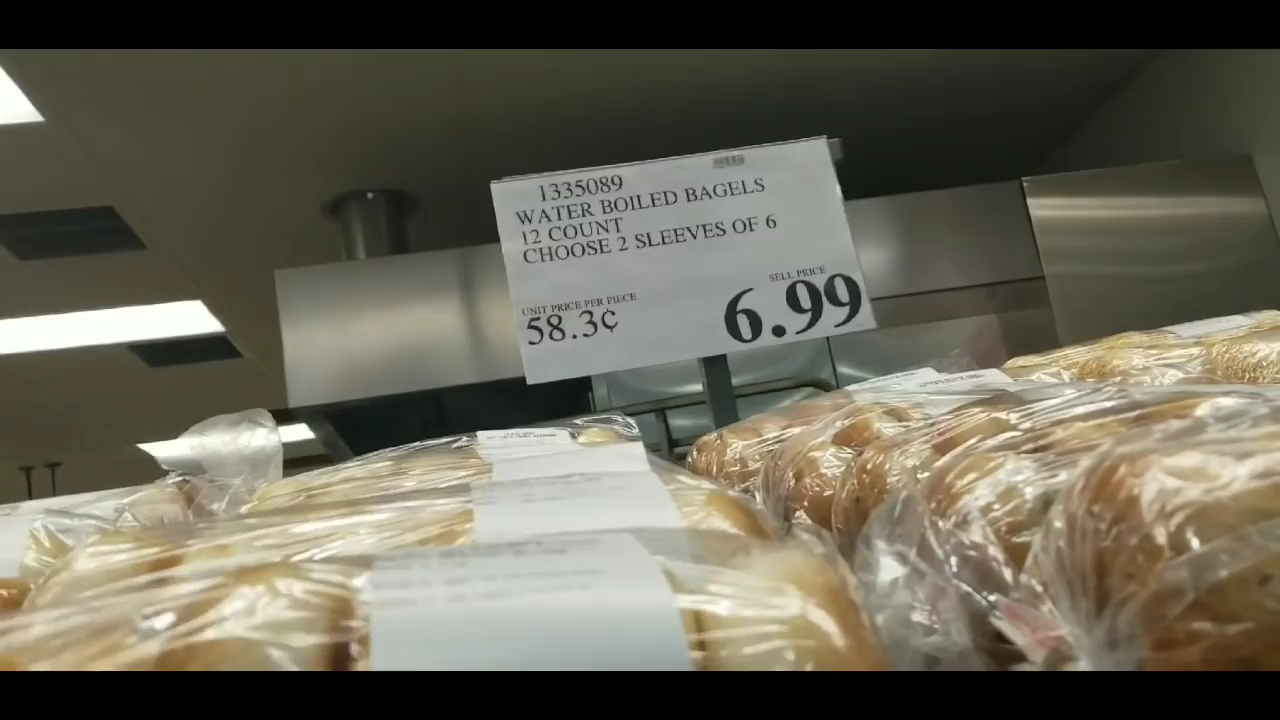 1335089
WATER BOILED BAGELS
12 COUNT
CHOOSE 2 SLEEVES OF 6
UNIT PRICE PER PIECE
58.3¢
SELL PRICE
6.99